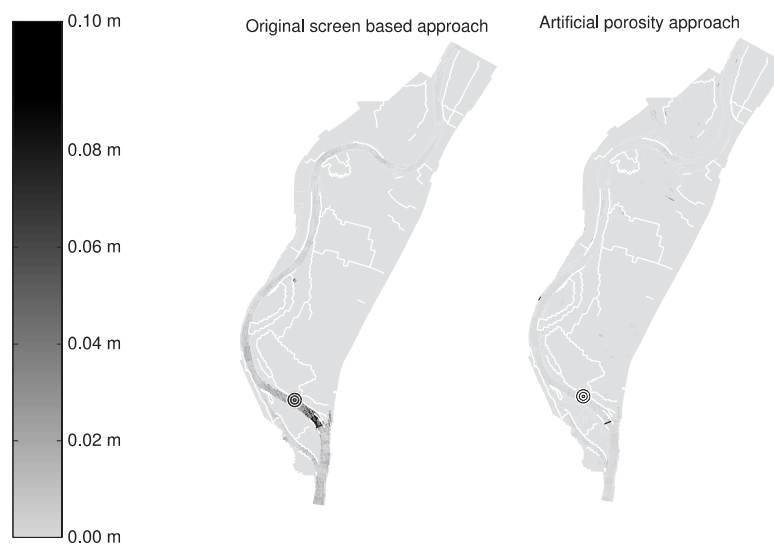 0.10 m
Original screen based approach
Artificial porosity approach
0.08 m
0.06 m
0.04 m
0.02 m
0.00 m